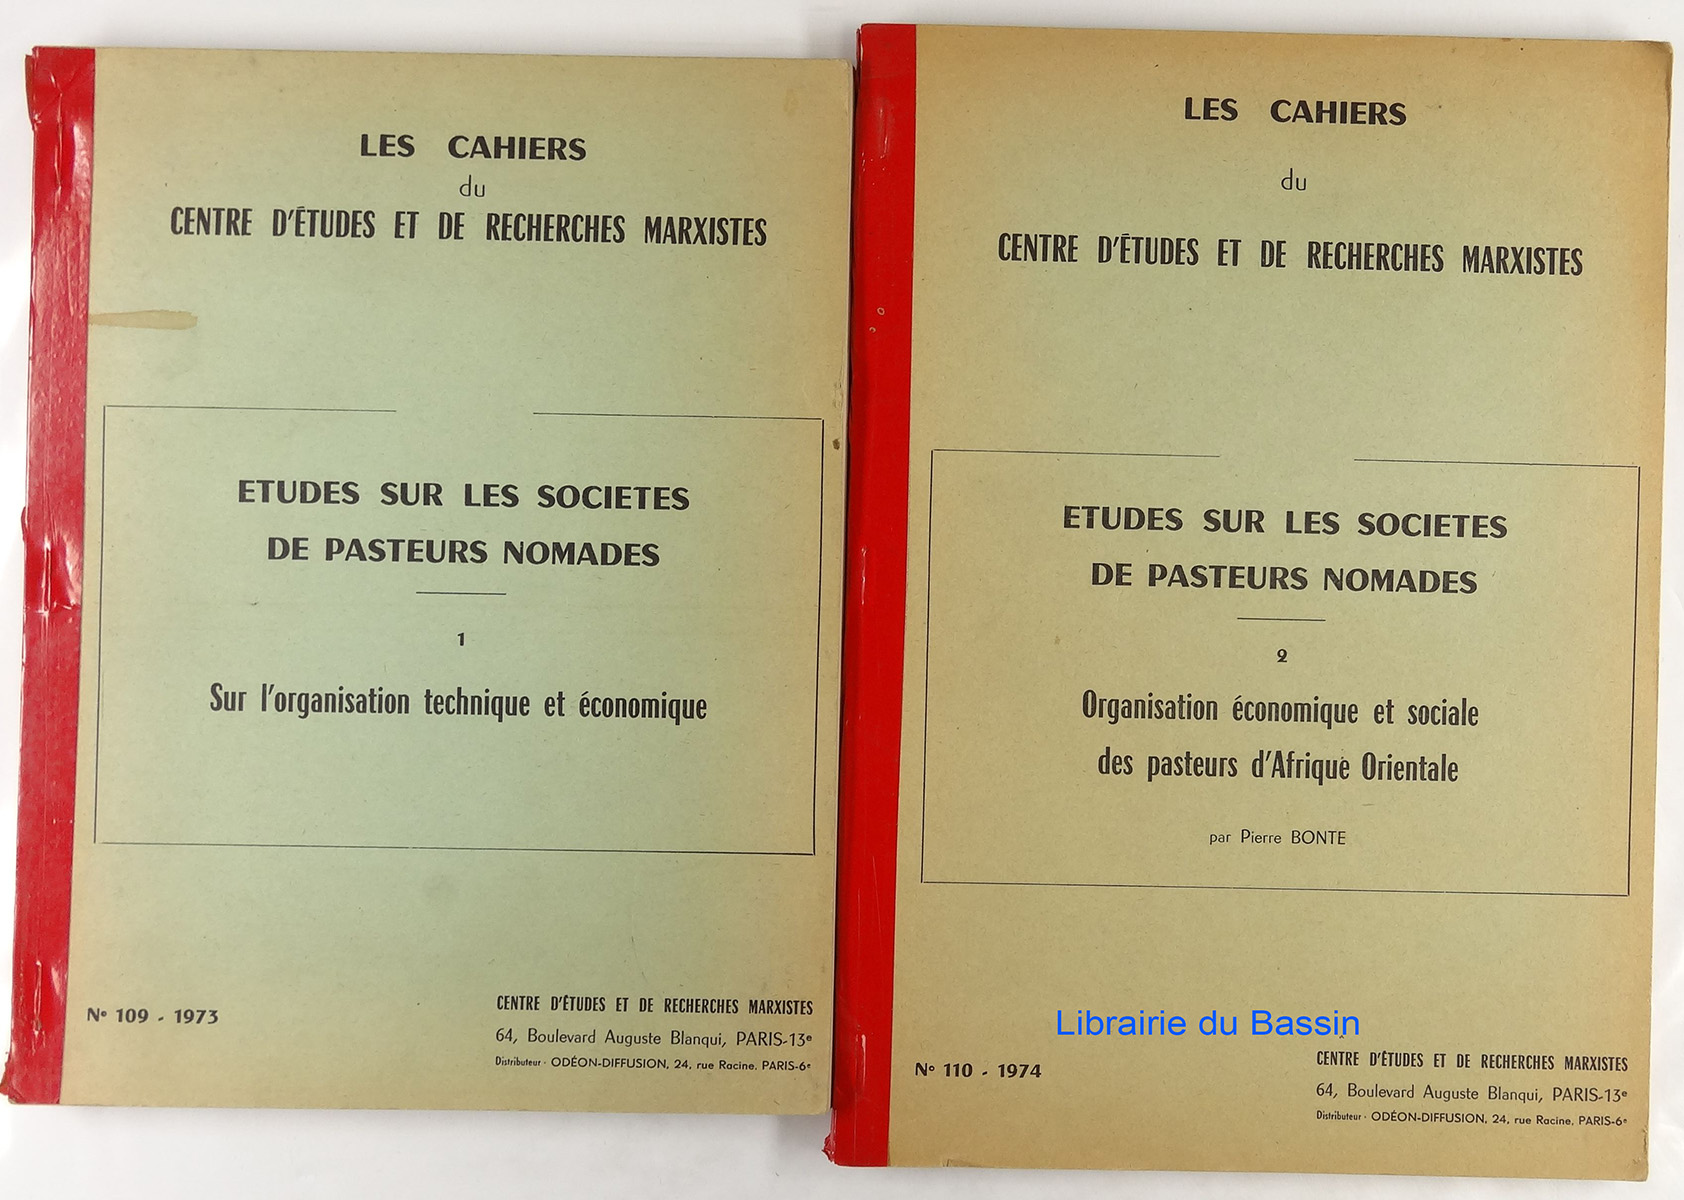 LES CAHIERS
du
CENTRE D'ÉTUDES ET DE RECHERCHES MARXISTES
ETUDES SUR LES SOCIETES
DE PASTEURS NOMADES
1
Sur l'organisation technique et économique
Nº 109 - 1973
CENTRE D'ÉTUDES ET DE RECHERCHES MARXISTES
64, Boulevard Auguste Blanqui, PARIS-13e
Distributeur · ODÉON-DIFFUSION, 24, rue Racine. PARIS-6e
LES CAHIERS
du
CENTRE D'ÉTUDES ET DE RECHERCHES MARXISTES
ETUDES SUR LES SOCIETES
DE PASTEURS NOMADES
2
Organisation économique et sociale
des pasteurs d'Afrique Orientale
par Pierre BONTE
Librairie du Bassin
Nº 110 - 1974
CENTRE D'ÉTUDES ET DE RECHERCHES MARXISTES
64, Boulevard Auguste Blanqui, PARIS-13e
Distributeur · ODÉON-DIFFUSION, 24, rue Racine, PARIS-6e